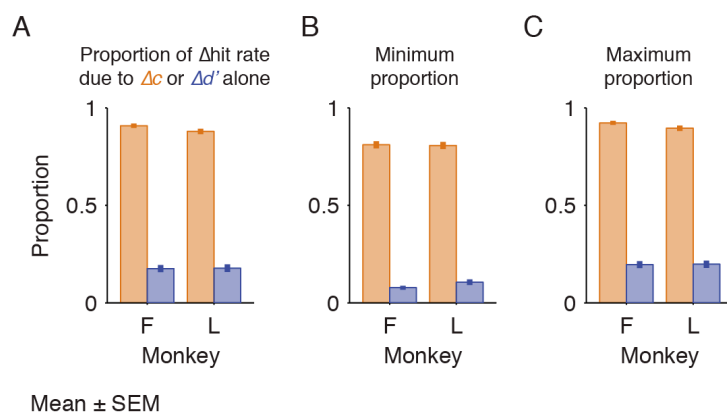 A
Proportion of Δhit rate
due to Δc or Δd' alone
1
0.5
0
Proportion
F L
Monkey
B
Minimum
proportion
1
0.5
0
F L
Monkey
C
Maximum
proportion
1
0.5
0
F L
Monkey
Mean ± SEM